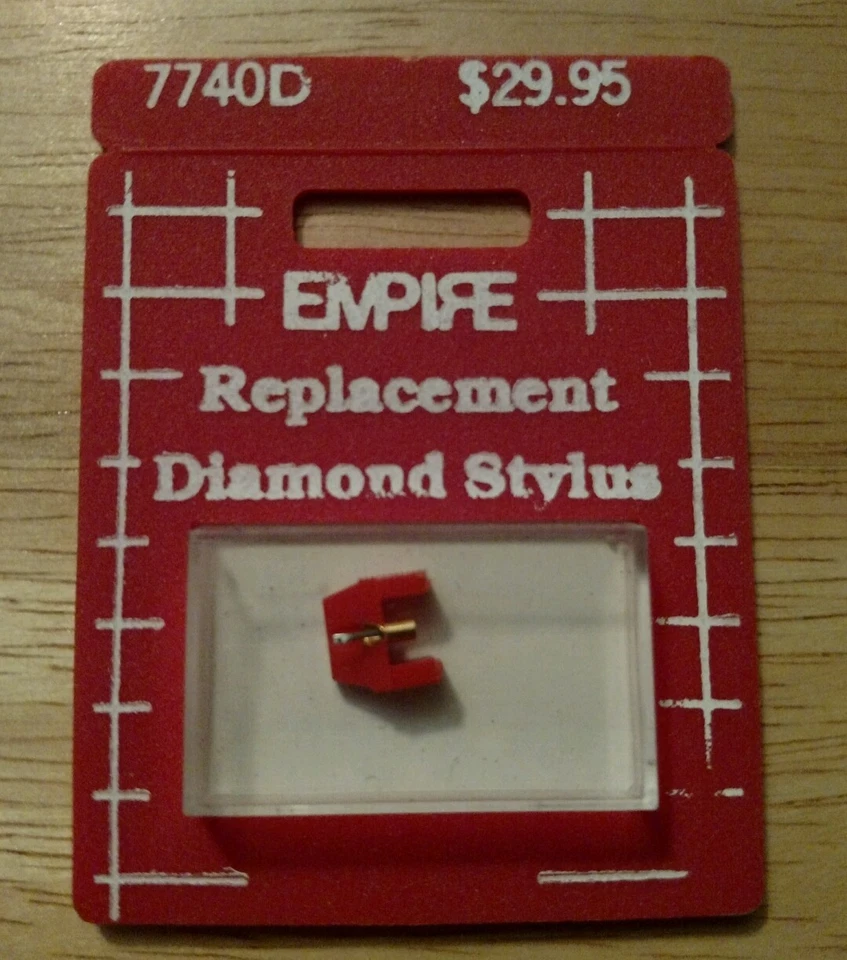 7740D $29.95
EMPIRE
Replacement
Diamond Stylus